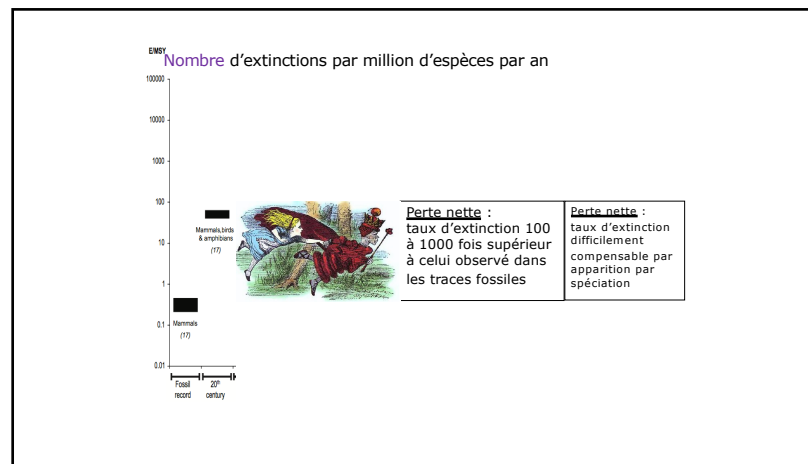 E/MSY
Nombre d’extinctions par million d’espèces par an
100000
10000
1000
100
10
1
0.1
0.01
Mammals,birds
& amphibians
(17)
Mammals
(17)
Fossil
record
20th
century
Perte nette :
taux d’extinction 100
à 1000 fois supérieur
à celui observé dans
les traces fossiles
Perte nette :
taux d’extinction
difficilement
compensable par
apparition par
spéciation